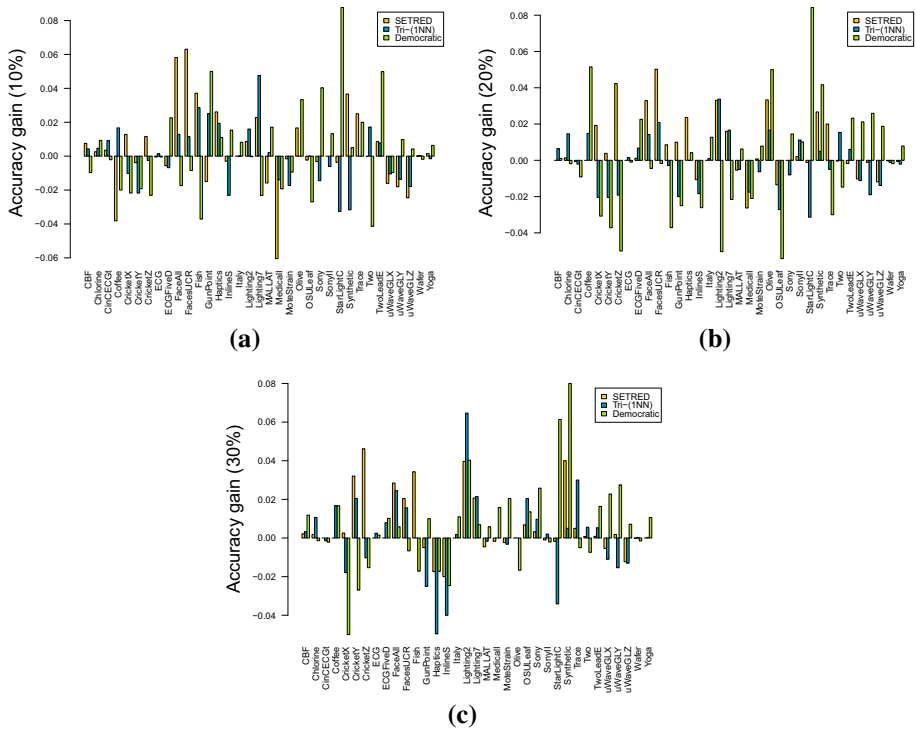 Accuracy gain (10%)
0.08
0.06
0.04
0.02
0.00
−0.02
−0.04
−0.06
SETRED
Tri−(1NN)
Democratic
CBF
Chlorine
CinCECGt
Coffee
CricketX
CricketY
CricketZ
ECG
ECGFiveD
FaceAll
FacesUCR
Fish
GunPoint
Haptics
InlineS
Italy
Lighting2
Lighting7
MALLAT
Medicall
MoteStrain
Olive
OSULeaf
Sony
SonyII
StarLightC
Synthetic
Trace
Two
TwoLeadE
uWaveGLX
uWaveGLY
uWaveGLZ
Wafer
Yoga
(a)
Accuracy gain (20%)
0.08
0.06
0.04
0.02
0.00
−0.02
−0.04
SETRED
Tri−(1NN)
Democratic
CBF
Chlorine
CinCECGt
Coffee
CricketX
CricketY
CricketZ
ECG
ECGFiveD
FaceAll
FacesUCR
Fish
GunPoint
Haptics
InlineS
Italy
Lighting2
Lighting7
MALLAT
Medicall
MoteStrain
Olive
OSULeaf
Sony
SonyII
StarLightC
Synthetic
Trace
Two
TwoLeadE
uWaveGLX
uWaveGLY
uWaveGLZ
Wafer
Yoga
(b)
Accuracy gain (30%)
0.08
0.06
0.04
0.02
0.00
−0.02
−0.04
SETRED
Tri−(1NN)
Democratic
CBF
Chlorine
CinCECGt
Coffee
CricketX
CricketY
CricketZ
ECG
ECGFiveD
FaceAll
FacesUCR
Fish
GunPoint
Haptics
InlineS
Italy
Lighting2
Lighting7
MALLAT
Medicall
MoteStrain
Olive
OSULeaf
Sony
SonyII
StarLightC
Synthetic
Trace
Two
TwoLeadE
uWaveGLX
uWaveGLY
uWaveGLZ
Wafer
Yoga
(c)